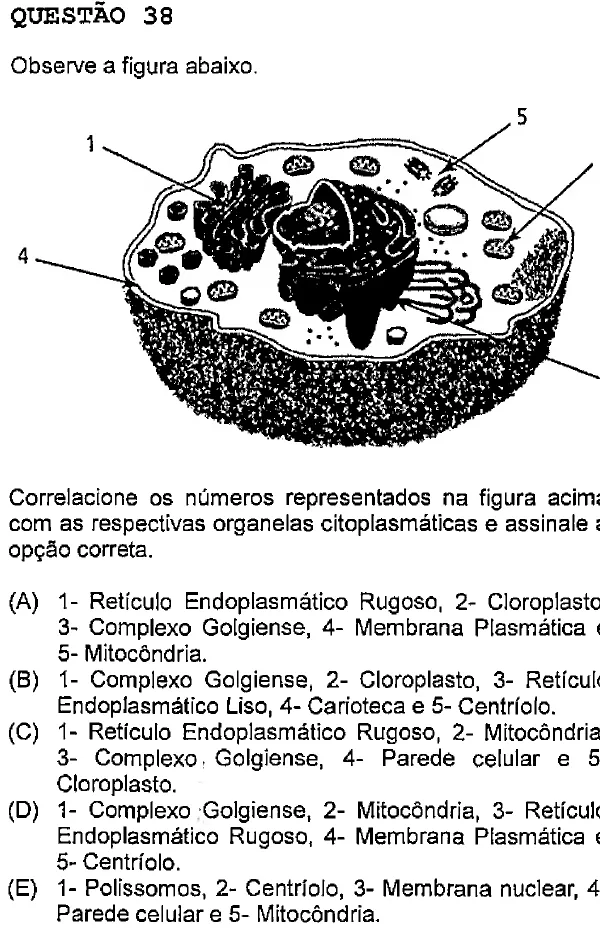 QUESTÃO 38
Observe a figura abaixo.
5
1
4
Correlacione os números representados na figura acima
com as respectivas organelas citoplasmáticas e assinale a
opção correta.
(A) 1- Retículo Endoplasmático Rugoso, 2- Cloroplasto
3- Complexo Golgiense, 4- Membrana Plasmática e
5- Mitocôndria.
(B) 1- Complexo Golgiense, 2- Cloroplasto, 3- Retículo
Endoplasmático Liso, 4- Carioteca e 5- Centríolo.
(C) 1- Retículo Endoplasmático Rugoso, 2- Mitocôndria
3- Complexo Golgiense, 4- Parede celular e 5
Cloroplasto.
(D) 1- Complexo Golgiense, 2- Mitocôndria, 3- Retículo
Endoplasmático Rugoso, 4- Membrana Plasmática e
5- Centríolo.
(E) 1- Polissomos, 2- Centríolo, 3- Membrana nuclear, 4
Parede celular e 5- Mitocôndria.